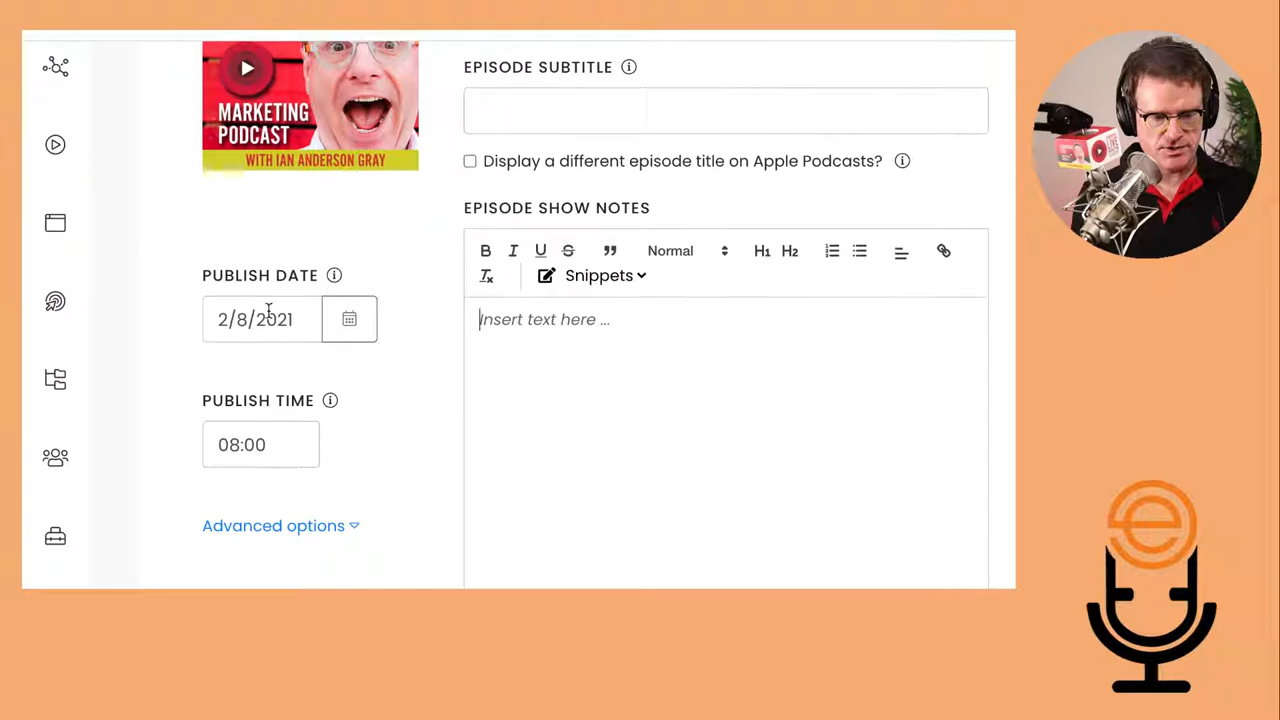 MARKETING
PODCAST
WITH IAN ANDERSON GRAY
PUBLISH DATE
2/8/2021
PUBLISH TIME
08:00
Advanced options
EPISODE SUBTITLE
Display a different episode title on Apple Podcasts?
EPISODE SHOW NOTES
B I U S Normal H1 H2
Snippets
Insert text here ...